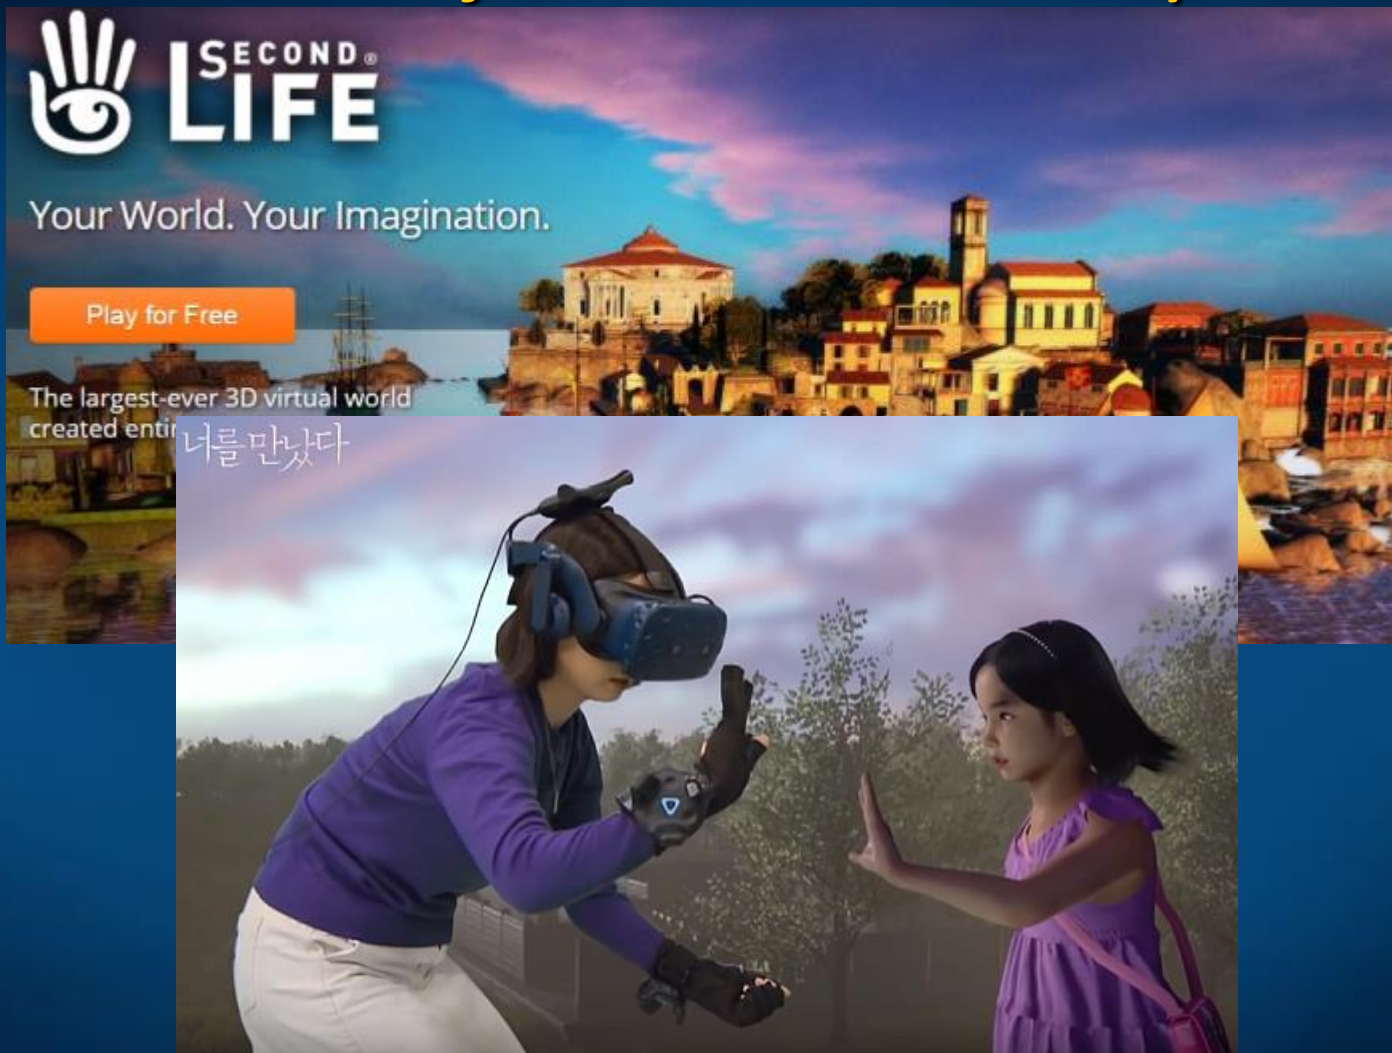 SECOND®
LIFE
Your World. Your Imagination.
Play for Free
The largest-ever 3D virtual world
created
너를 만났다